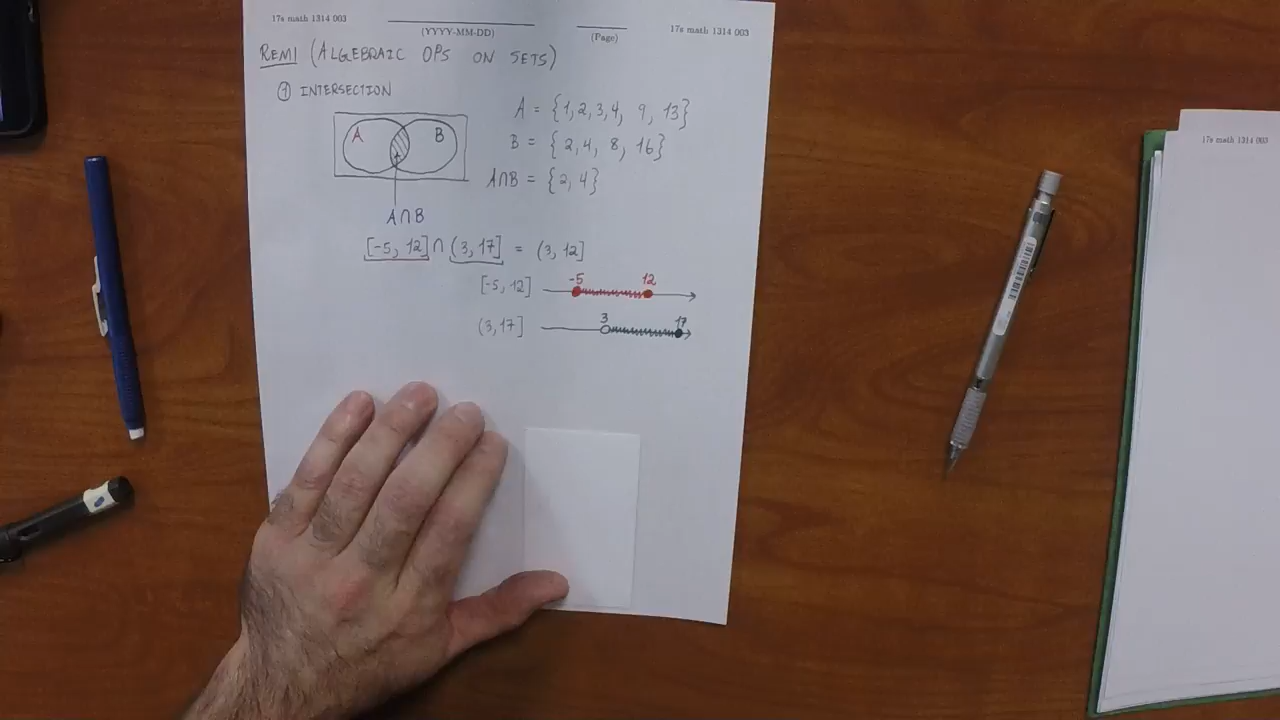 17s math 1314 003
(YYYY-MM-DD)
(Page)
17s math 1314 003
REM1 (ALGEBRAIC OPS ON SETS)
① INTERSECTION
A B
A∩B
A = {1, 2, 3, 4, 9, 13}
B = {2, 4, 8, 16}
A∩B = {2, 4}
[-5, 12] ∩ (3, 17] = (3, 12]
[-5, 12] -5 12
(3, 17] 3 17
17s math 1314 003